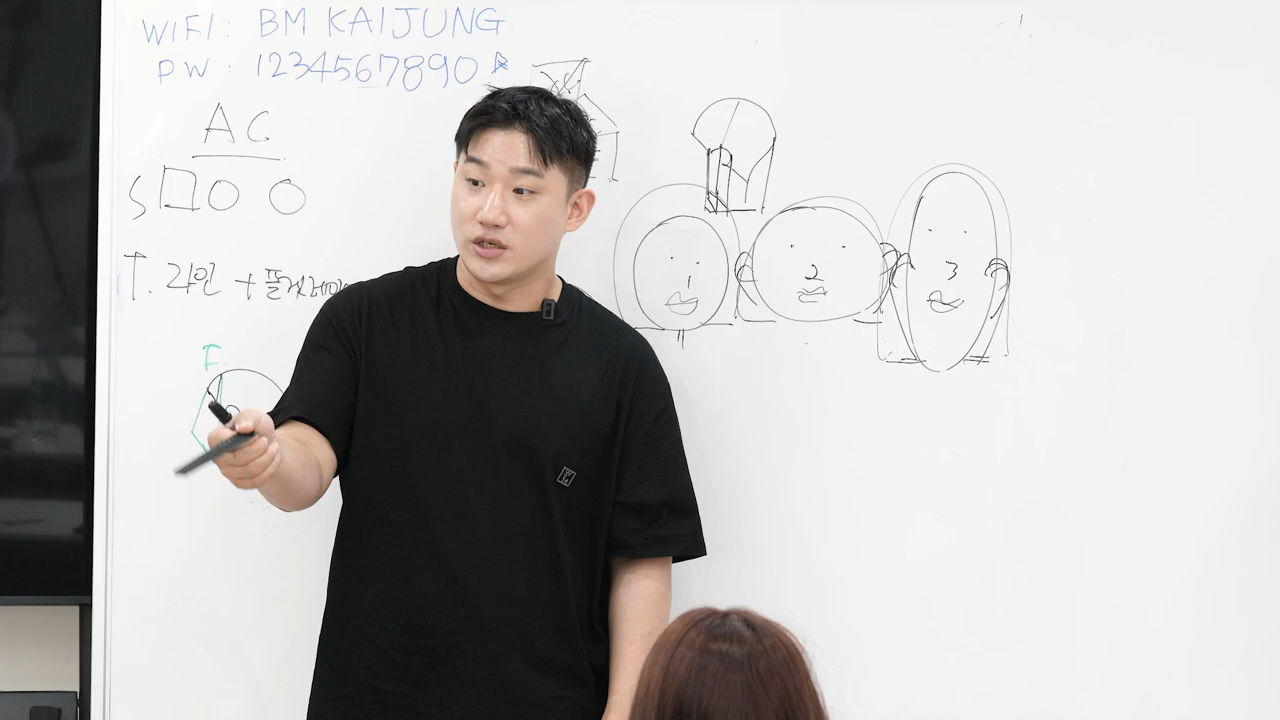 WIFI: BM KAIJUNG
PW: 1234567890
AC
S □ ○ ○
T. 라인 +
F.